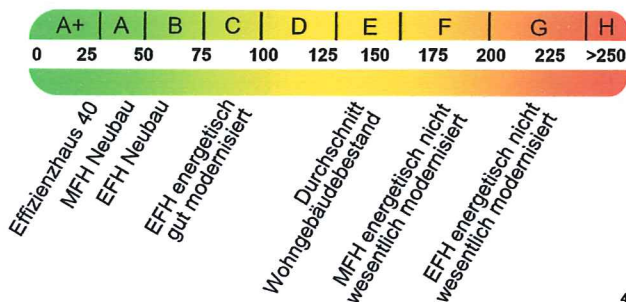 A+ A B C D E F G H
0 25 50 75 100 125 150 175 200 225 >250
Effizienzhaus 40
MFH Neubau
EFH Neubau
EFH energetisch
gut modernisiert
Durchschnitt
Wohngebäudebestand
MFH energetisch nicht
wesentlich modernisiert
EFH energetisch nicht
wesentlich modernisiert